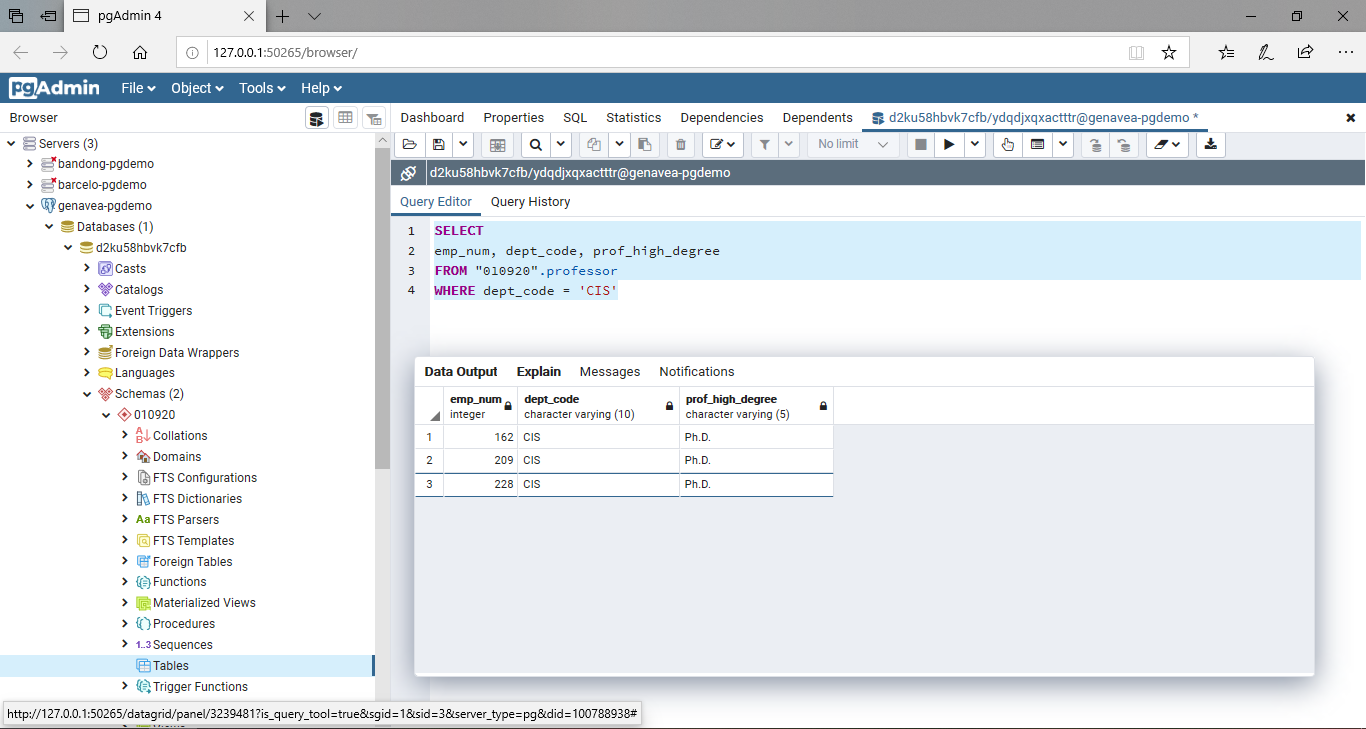 pgAdmin 4
127.0.0.1:50265/browser/
pgAdmin File Object Tools Help
Browser
Dashboard Properties SQL Statistics Dependencies Dependents d2ku58hbvk7cfb/ydqdjxqxactttr@genavea-pgdemo *
No limit
d2ku58hbvk7cfb/ydqdjxqxactttr@genavea-pgdemo
Query Editor Query History
Servers (3)
bandong-pgdemo
barcelo-pgdemo
genavea-pgdemo
Databases (1)
d2ku58hbvk7cfb
Casts
Catalogs
Event Triggers
Extensions
Foreign Data Wrappers
Languages
Schemas (2)
010920
Collations
Domains
FTS Configurations
FTS Dictionaries
Aa FTS Parsers
FTS Templates
Foreign Tables
Functions
Materialized Views
Procedures
1..3 Sequences
Tables
Trigger Functions
1 SELECT
2 emp_num, dept_code, prof_high_degree
3 FROM "010920".professor
4 WHERE dept_code = 'CIS'
Data Output Explain Messages Notifications
emp_num dept_code prof_high_degree
integer character varying (10) character varying (5)
1 162 CIS Ph.D.
2 209 CIS Ph.D.
3 228 CIS Ph.D.
http://127.0.0.1:50265/datagrid/panel/3239481?is_query_tool=true&sgid=1&sid=3&server_type=pg&did=100788938#